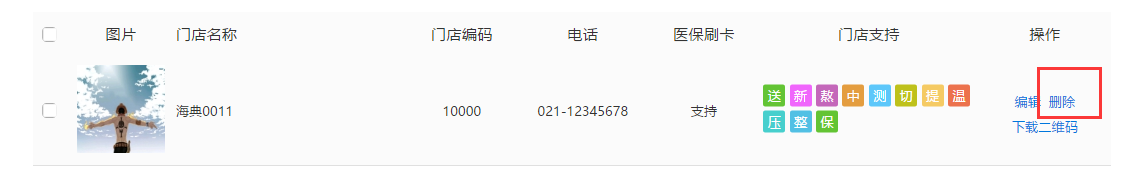 图片 门店名称 门店编码 电话 医保刷卡 门店支持 操作
海典0011 10000 021-12345678 支持 送 新 熬 中 测 切 提 温 编辑 删除
压 整 保 下载二维码